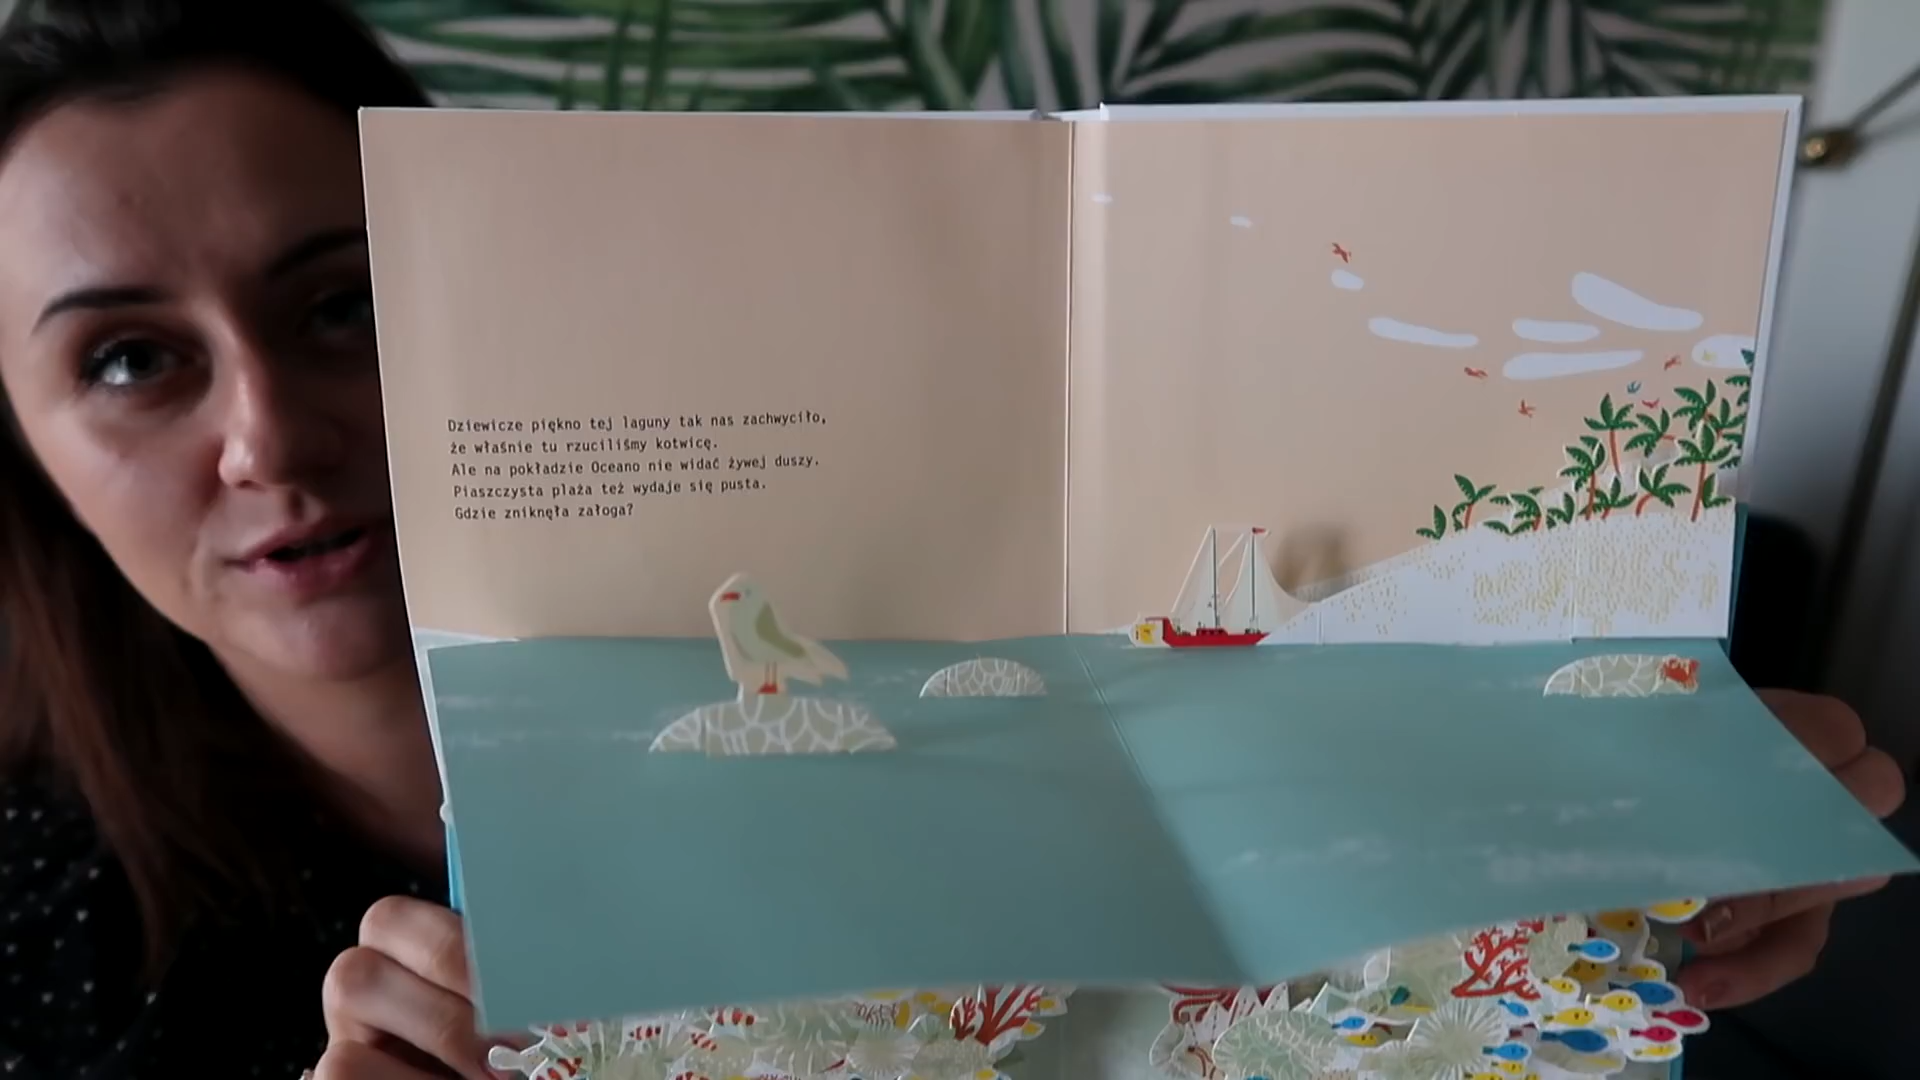 Dziewicze piękno tej laguny tak nas zachwyciło,
że właśnie tu rzuciliśmy kotwicę.
Ale na pokładzie Oceano nie widać żywej duszy.
Piaszczysta plaża też wydaje się pusta.
Gdzie zniknęła załoga?